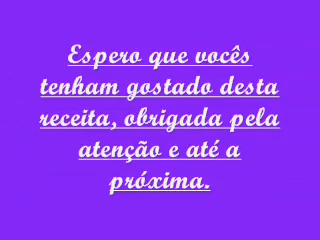 Espero que vocês
tenham gostado desta
receita, obrigada pela
atenção e até a
próxima.